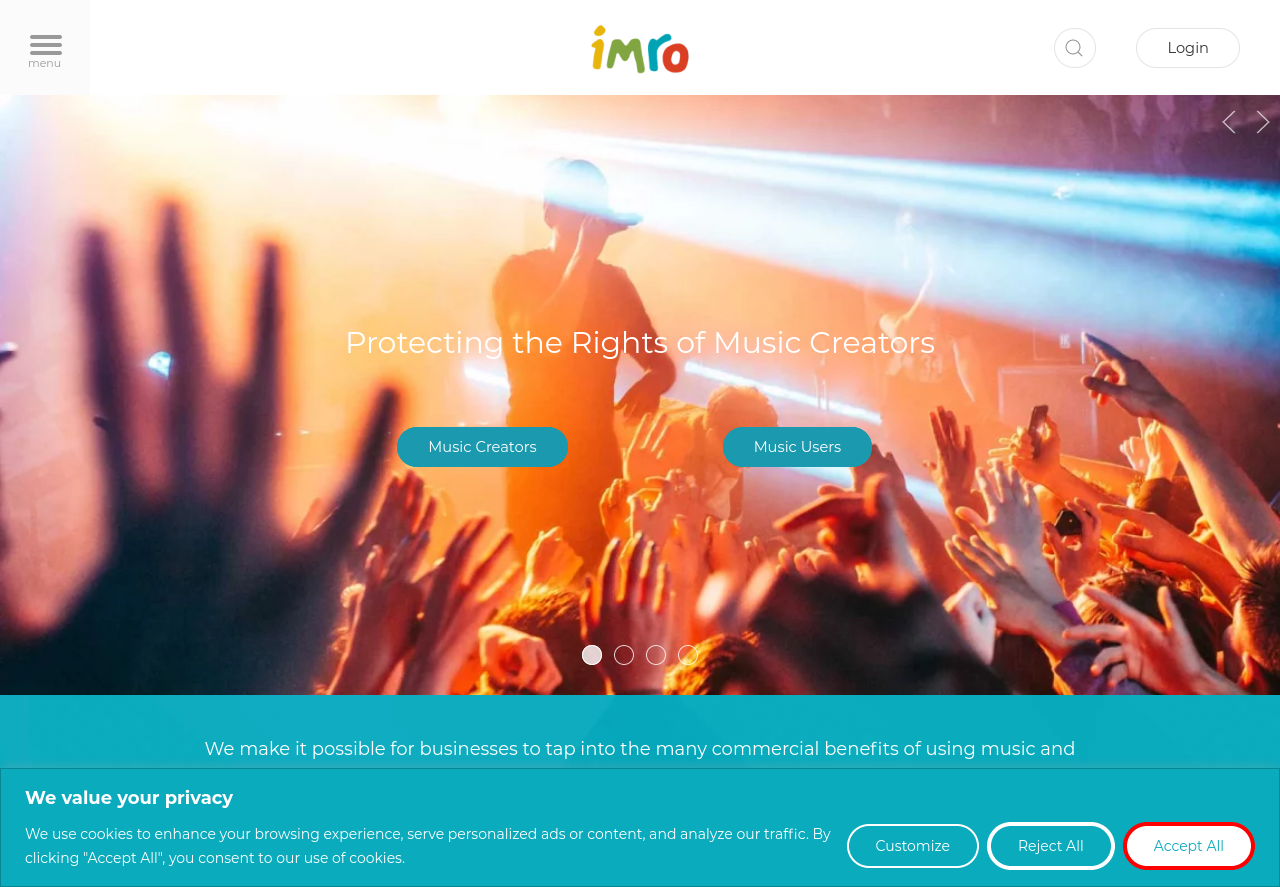 menu
imro
Login
Protecting the Rights of Music Creators
Music Creators
Music Users
We make it possible for businesses to tap into the many commercial benefits of using music and
We value your privacy
We use cookies to enhance your browsing experience, serve personalized ads or content, and analyze our traffic. By
clicking "Accept All", you consent to our use of cookies.
Customize
Reject All
Accept All